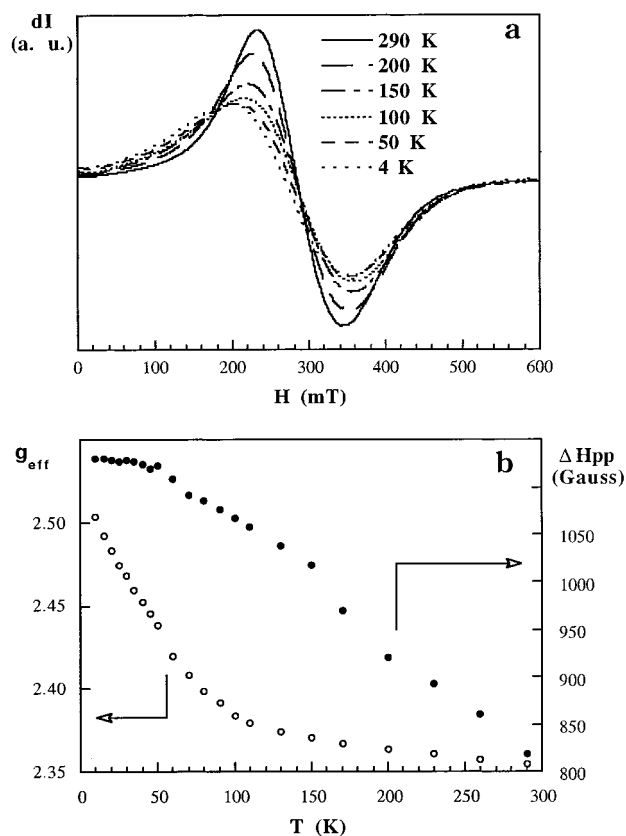 dI
(a. u.)
a
290 K
200 K
150 K
100 K
50 K
4 K
0 100 200 300 400 500 600
H (mT)
b
g eff
Δ Hpp
(Gauss)
2.50
2.45
2.40
2.35
1050
1000
950
900
850
800
0 50 100 150 200 250 300
T (K)